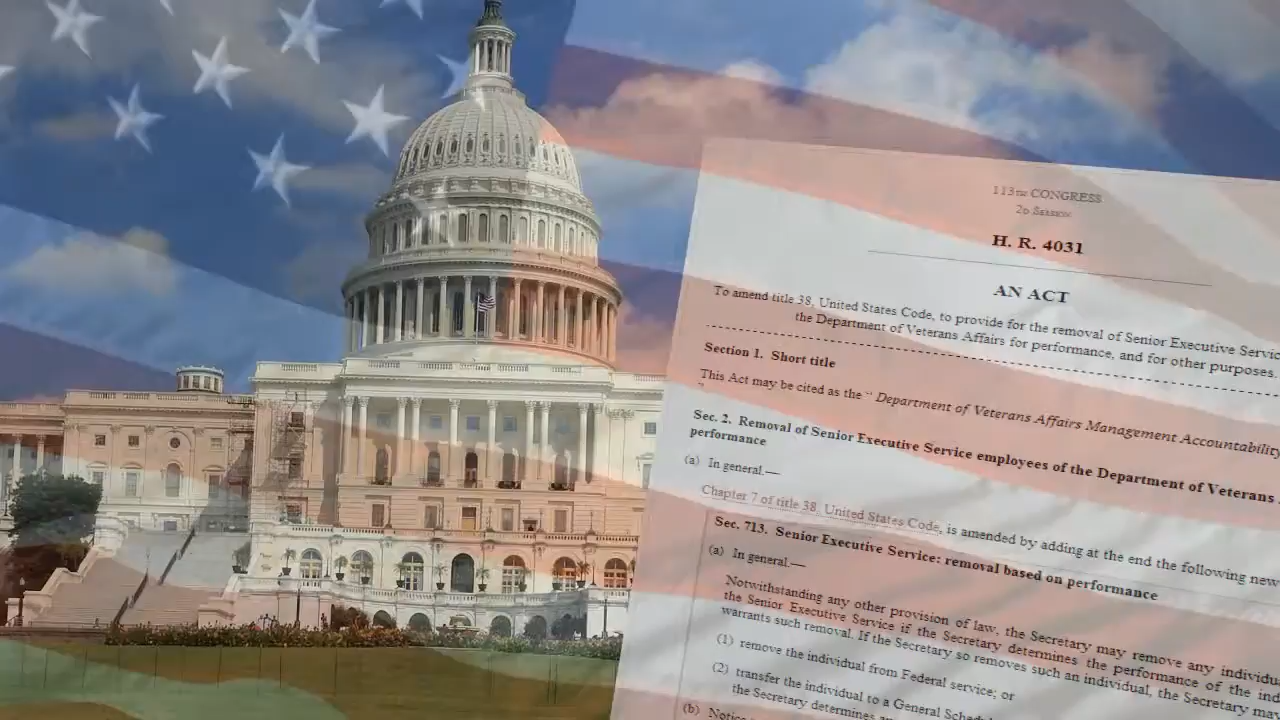 113TH CONGRESS
2D SESSION
H. R. 4031
AN ACT
To amend title 38, United States Code, to provide for the removal of Senior Executive
the Department of Veterans Affairs for performance, and for other purposes.
Section 1. Short title
This Act may be cited as the " Department of Veterans Affairs Management Accountability
Sec. 2. Removal of Senior Executive Service employees of the Department of Veterans
performance
(a) In general.—
Chapter 7 of title 38, United States Code, is amended by adding at the end the following new
Sec. 713. Senior Executive Service: removal based on performance
(a) In general.—
Notwithstanding any other provision of law, the Secretary may remove any
the Senior Executive Service if the Secretary determines the performance of the
warrants such removal. If the Secretary so removes such an individual, the Secretary may
(1) remove the individual from Federal service; or
(2) transfer the individual to a General
the Secretary determines
(b) Notice